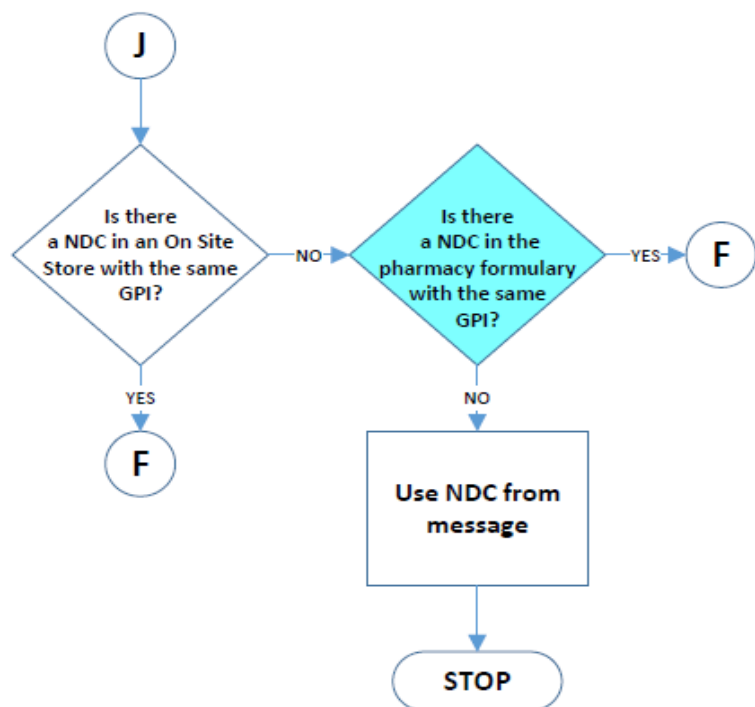 J
Is there
a NDC in an On Site
Store with the same
GPI?
NO
Is there
a NDC in the
pharmacy formulary
with the same
GPI?
YES
F
YES
F
NO
Use NDC from
message
STOP